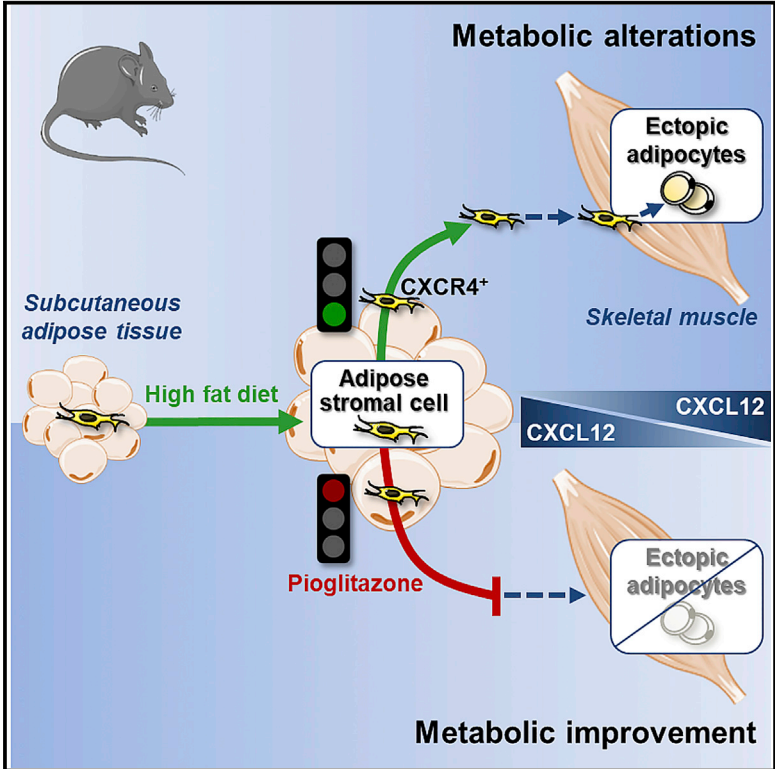 Metabolic alterations
Ectopic
adipocytes
CXCR4⁺
Subcutaneous
adipose tissue
Skeletal muscle
High fat diet
Adipose
stromal cell
CXCL12
CXCL12
Pioglitazone
Ectopic
adipocytes
Metabolic improvement